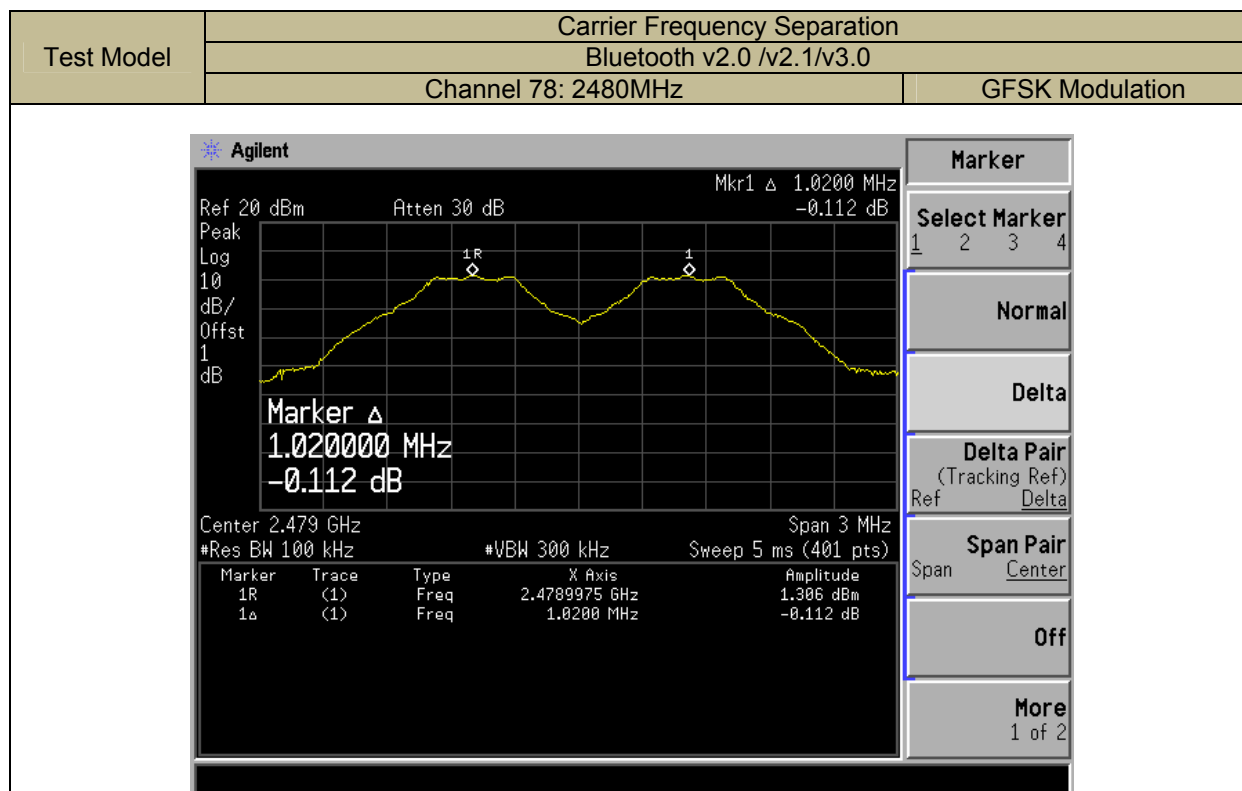 Test Model
Carrier Frequency Separation
Bluetooth v2.0 /v2.1/v3.0
Channel 78: 2480MHz
GFSK Modulation
Agilent
Mkr1 Δ 1.0200 MHz
Ref 20 dBm Atten 30 dB -0.112 dB
Peak
Log
10
dB/
Offst
1
dB
1R
1
Marker Δ
1.020000 MHz
-0.112 dB
Center 2.479 GHz Span 3 MHz
#Res BW 100 kHz #VBW 300 kHz Sweep 5 ms (401 pts)
Marker Trace Type X Axis Amplitude
1R (1) Freq 2.4789975 GHz 1.306 dBm
1Δ (1) Freq 1.0200 MHz -0.112 dB
Marker
Select Marker
1 2 3 4
Normal
Delta
Delta Pair
(Tracking Ref)
Ref Delta
Span Pair
Span Center
Off
More
1 of 2